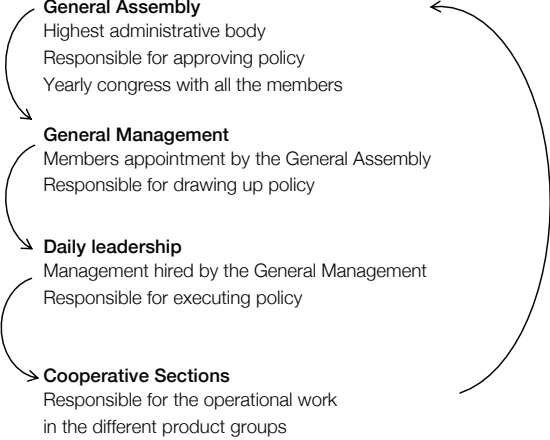 General Assembly
Highest administrative body
Responsible for approving policy
Yearly congress with all the members
General Management
Members appointment by the General Assembly
Responsible for drawing up policy
Daily leadership
Management hired by the General Management
Responsible for executing policy
Cooperative Sections
Responsible for the operational work
in the different product groups